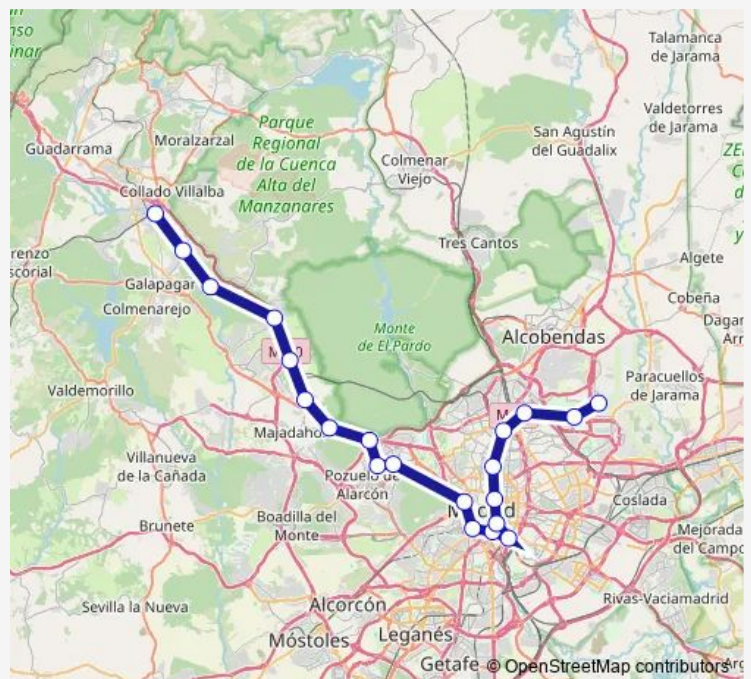 Talamanca
de Jarama
Guadarrama
Moralzarzal
Parque
Regional
de la Cuenca
Alta del
Manzanares
Valdetorres
de Jarama
San Agustín
del Guadalix
Colmenar
Viejo
Collado Villalba
Tres Cantos
Algete
Galapagar
Colmenarejo
Cobeña
Monte
de El Pardo
Alcobendas
Valdemorillo
Paracuellos
de Jarama
Majadaho
Villanueva
de la Cañada
Pozuelo de
Alarcón
Boadilla del
Monte
Brunete
Coslada
Mejorada
del Campo
Sevilla la Nueva
Rivas-Vaciamadrid
Alcorcón
Móstoles
Leganés
Getafe
© OpenStreetMap contributors